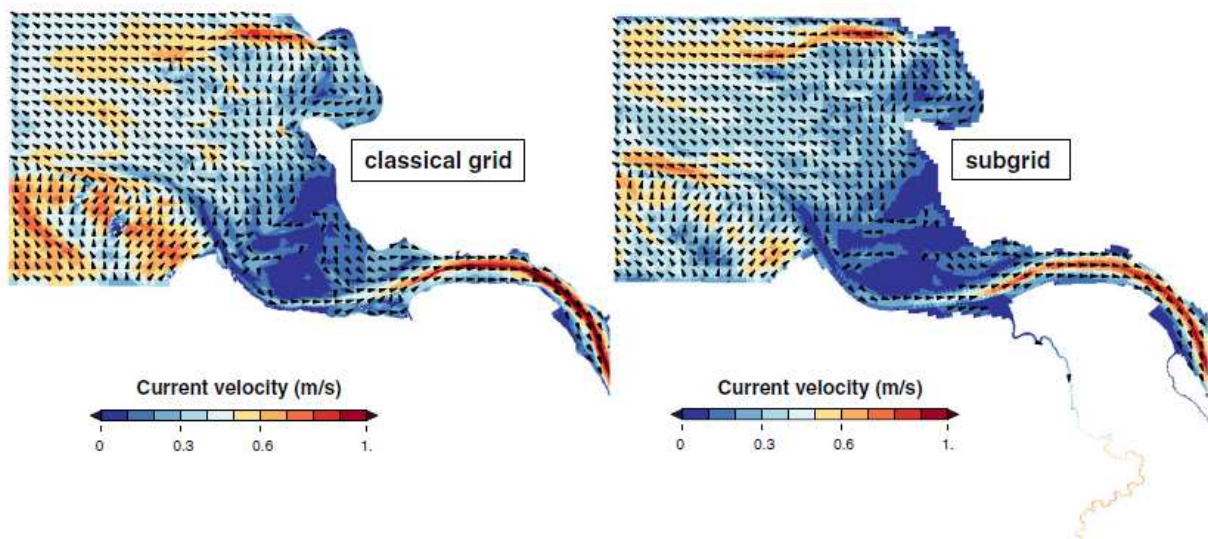 classical grid
subgrid
Current velocity (m/s)
0 0.3 0.6 1.
Current velocity (m/s)
0 0.3 0.6 1.